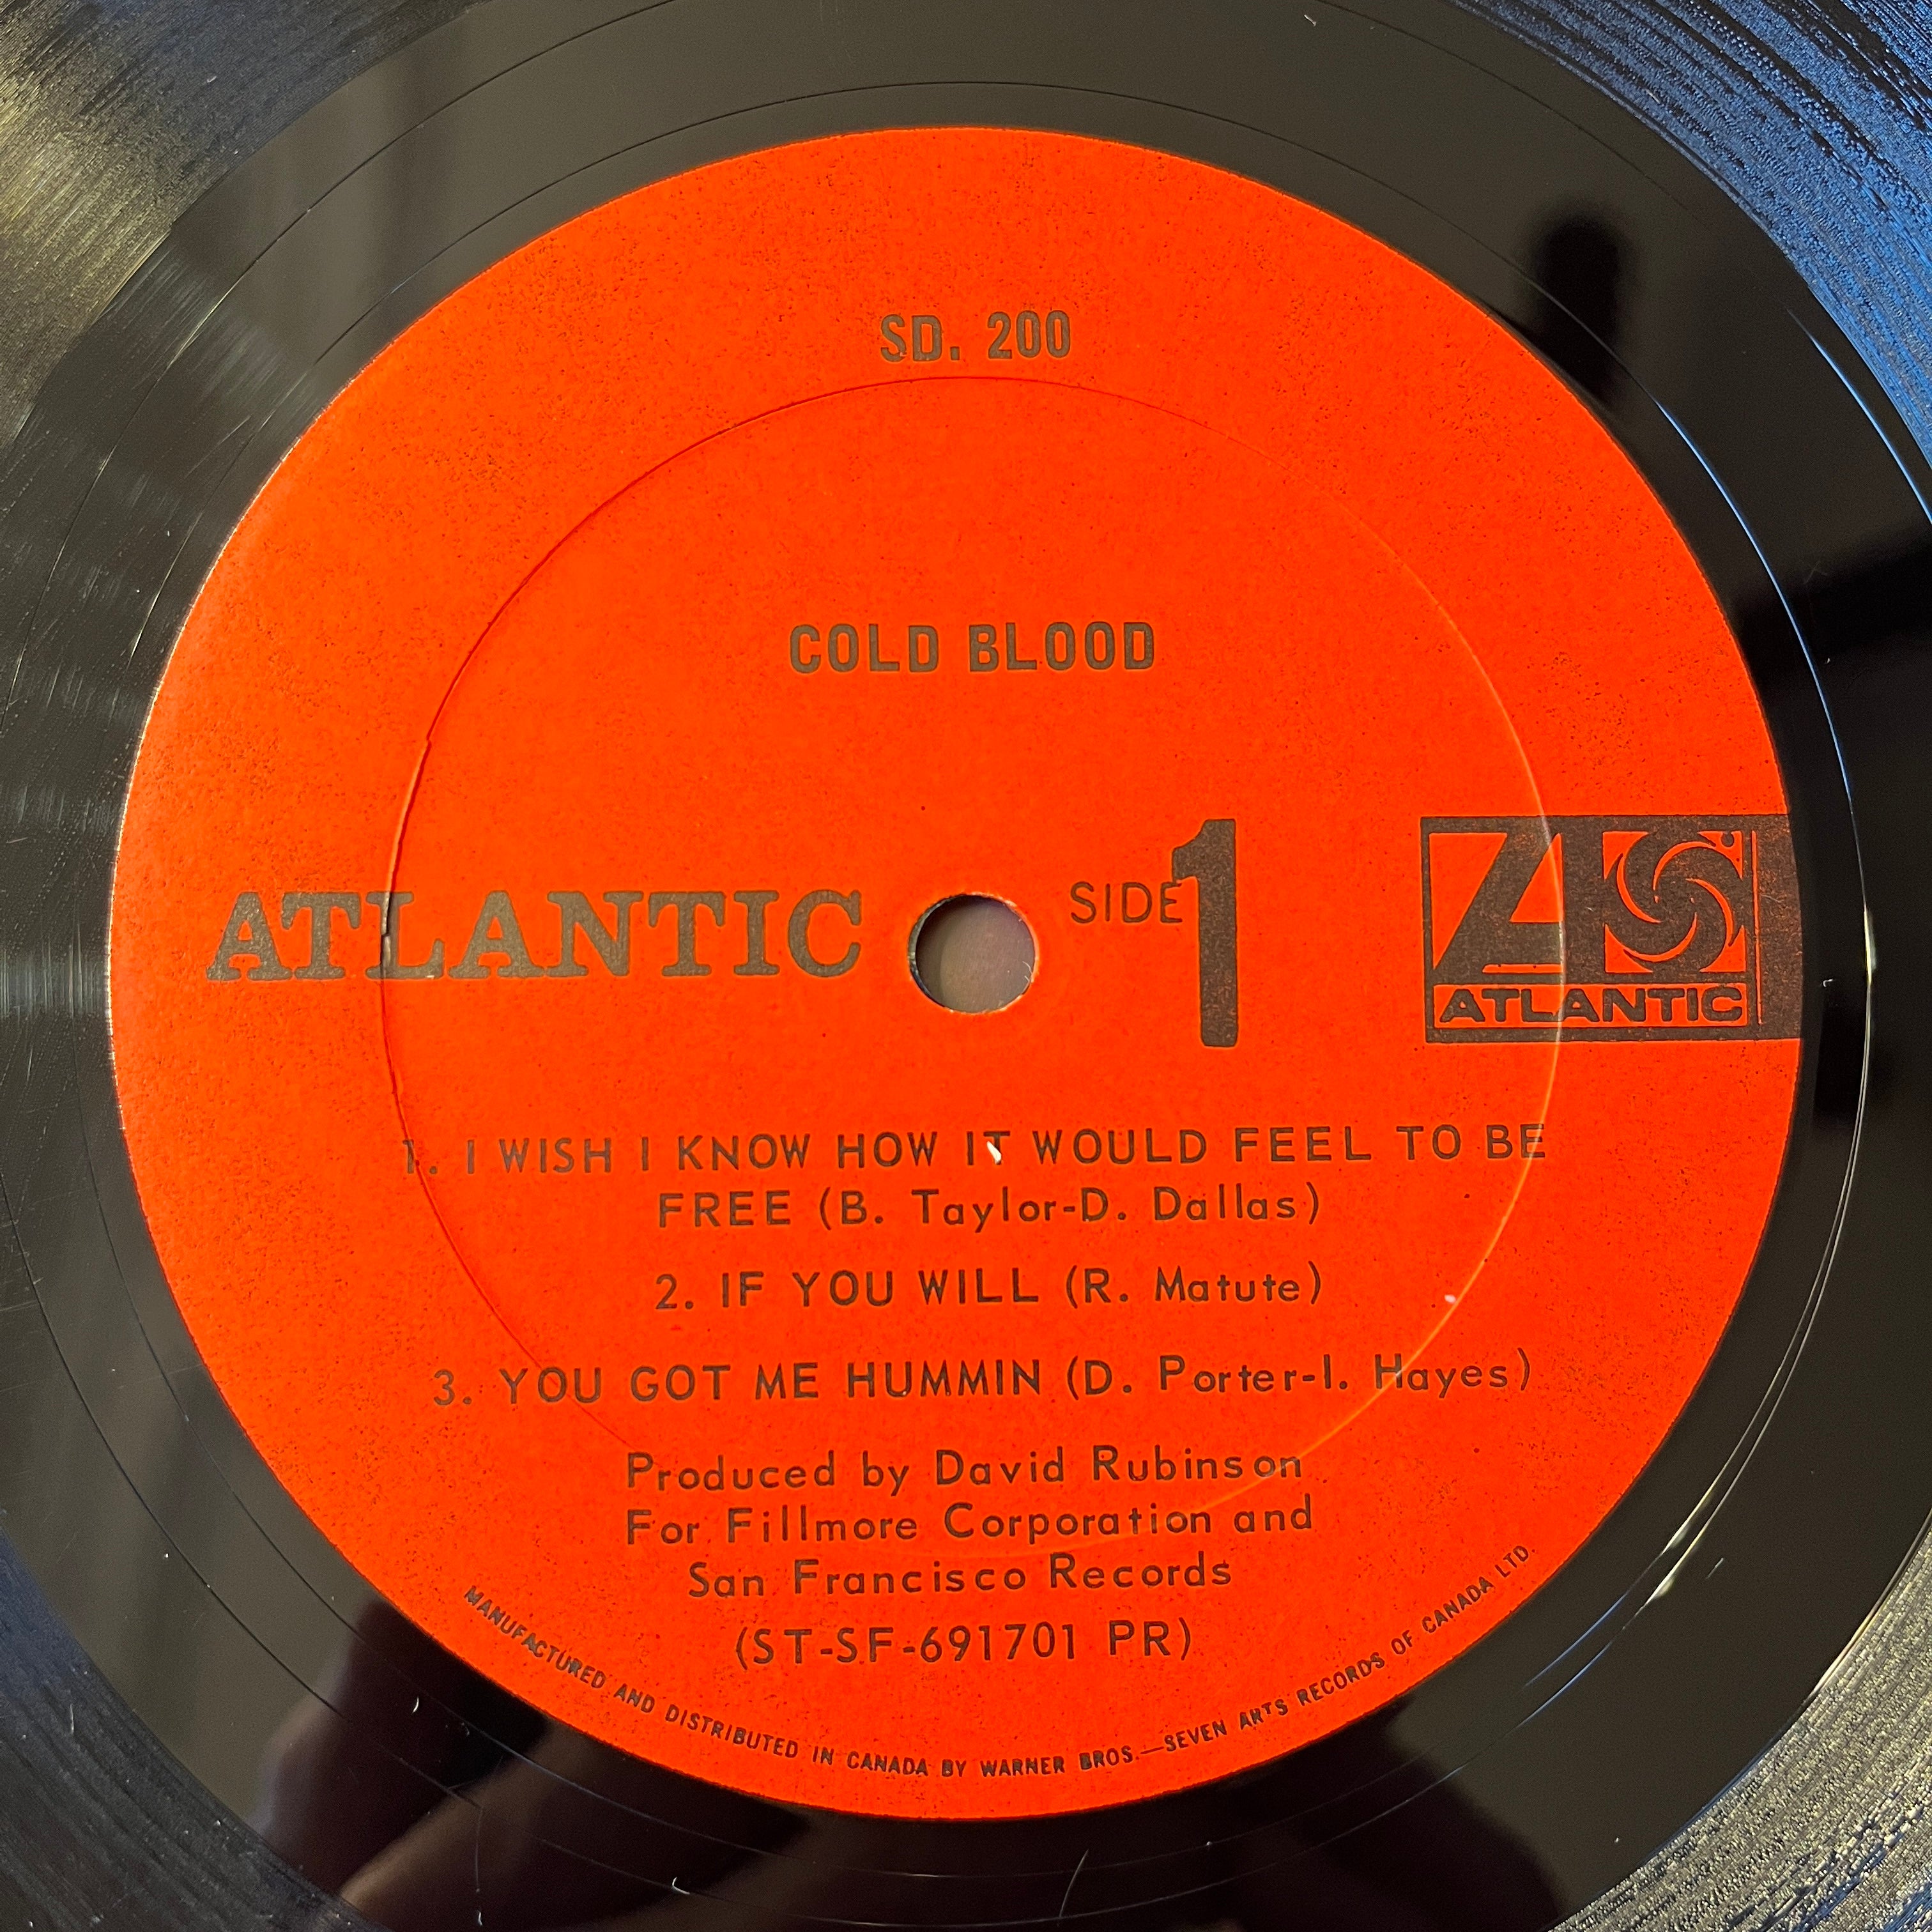 SD. 200
COLD BLOOD
ATLANTIC
SIDE 1
ATLANTIC
1. I WISH I KNOW HOW IT WOULD FEEL TO BE
FREE (B. Taylor-D. Dallas)
2. IF YOU WILL (R. Matute)
3. YOU GOT ME HUMMIN (D. Porter-I. Hayes)
Produced by David Rubinson
For Fillmore Corporation and
San Francisco Records
(ST-SF-691701 PR)
MANUFACTURED AND DISTRIBUTED IN CANADA BY WARNER BROS.—SEVEN ARTS RECORDS OF CANADA LTD.